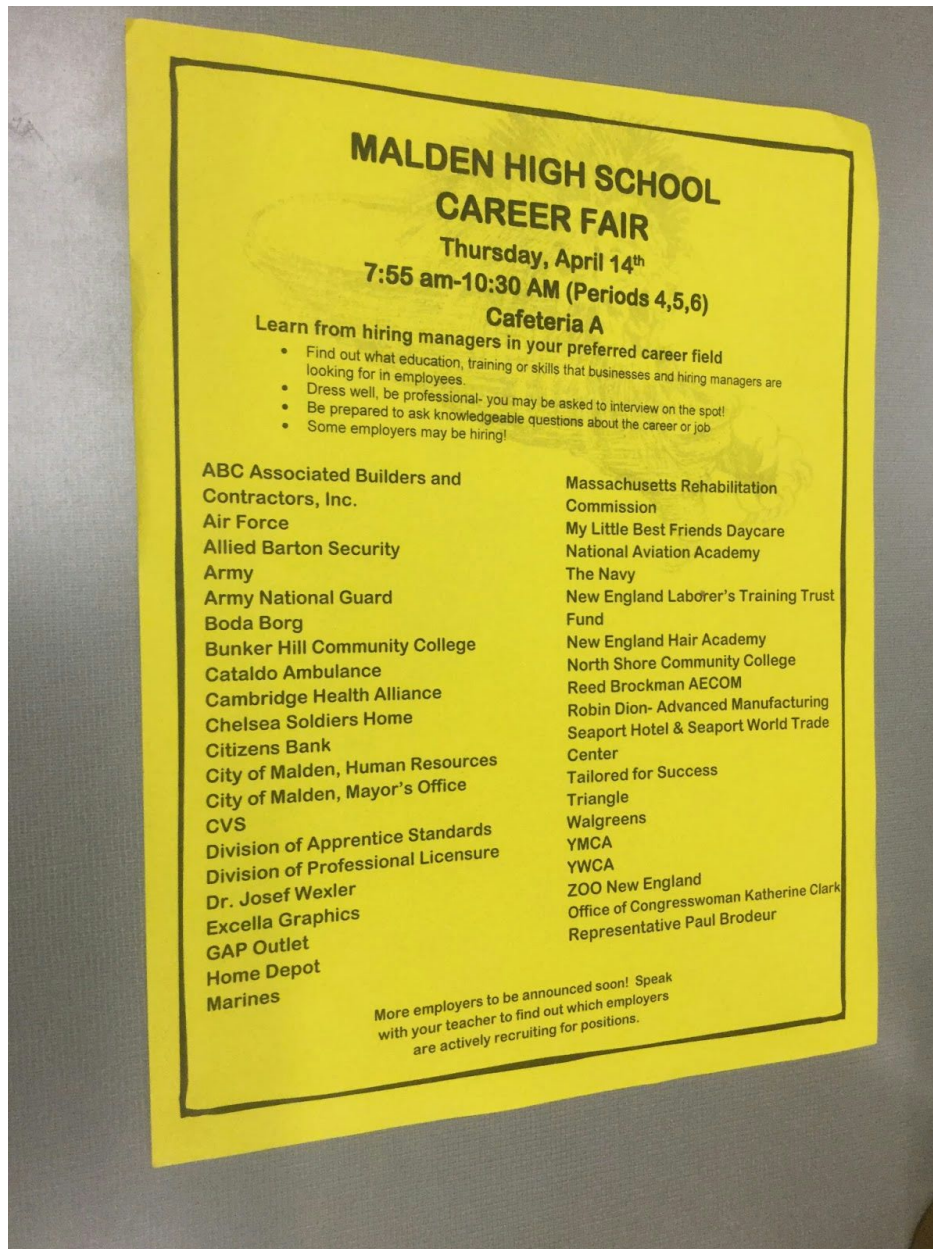 MALDEN HIGH SCHOOL
CAREER FAIR
Thursday, April 14th
7:55 am-10:30 AM (Periods 4,5,6)
Cafeteria A
Learn from hiring managers in your preferred career field
• Find out what education, training or skills that businesses and hiring managers are
looking for in employees.
• Dress well, be professional- you may be asked to interview on the spot!
• Be prepared to ask knowledgeable questions about the career or job
• Some employers may be hiring!
ABC Associated Builders and
Contractors, Inc.
Air Force
Allied Barton Security
Army
Army National Guard
Boda Borg
Bunker Hill Community College
Cataldo Ambulance
Cambridge Health Alliance
Chelsea Soldiers Home
Citizens Bank
City of Malden, Human Resources
City of Malden, Mayor's Office
CVS
Division of Apprentice Standards
Division of Professional Licensure
Dr. Josef Wexler
Excella Graphics
GAP Outlet
Home Depot
Marines
Massachusetts Rehabilitation
Commission
My Little Best Friends Daycare
National Aviation Academy
The Navy
New England Laborer's Training Trust
Fund
New England Hair Academy
North Shore Community College
Reed Brockman AECOM
Robin Dion- Advanced Manufacturing
Seaport Hotel & Seaport World Trade
Center
Tailored for Success
Triangle
Walgreens
YMCA
YWCA
ZOO New England
Office of Congresswoman Katherine Clark
Representative Paul Brodeur
More employers to be announced soon! Speak
with your teacher to find out which employers
are actively recruiting for positions.